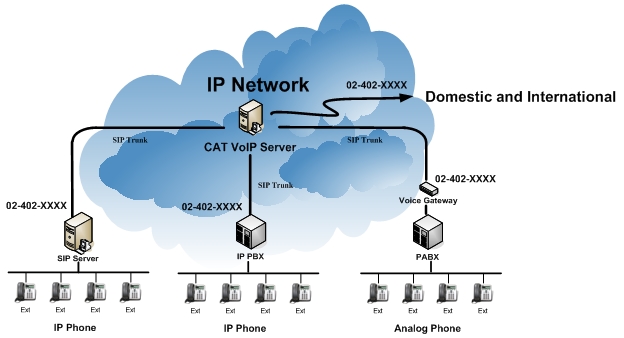 IP Network
02-402-XXXX
Domestic and International
CAT VoIP Server
SIP Trunk
SIP Trunk
SIP Trunk
02-402-XXXX
SIP Server
02-402-XXXX
IP PBX
02-402-XXXX
Voice Gateway
PABX
Ext Ext Ext Ext
IP Phone
Ext Ext Ext Ext
IP Phone
Ext Ext Ext Ext
Analog Phone